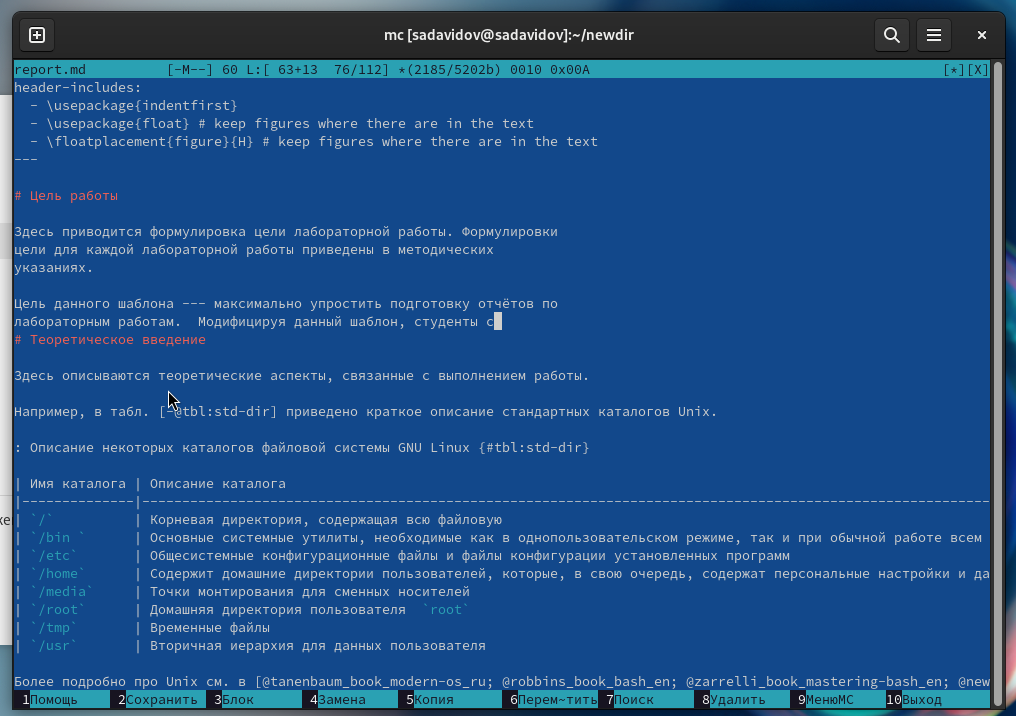 mc [sadavidov@sadavidov]:~/newdir
report.md [-M--] 60 L:[ 63+13 76/112] *(2185/5202b) 0010 0x00A [*][X]
header-includes:
- \usepackage{indentfirst}
- \usepackage{float} # keep figures where there are in the text
- \floatplacement{figure}{H} # keep figures where there are in the text
---
# Цель работы
Здесь приводится формулировка цели лабораторной работы. Формулировки
цели для каждой лабораторной работы приведены в методических
указаниях.
Цель данного шаблона --- максимально упростить подготовку отчётов по
лабораторным работам. Модифицируя данный шаблон, студенты с
# Теоретическое введение
Здесь описываются теоретические аспекты, связанные с выполнением работы.
Например, в табл. [-@tbl:std-dir] приведено краткое описание стандартных каталогов Unix.
: Описание некоторых каталогов файловой системы GNU Linux {#tbl:std-dir}
| Имя каталога | Описание каталога
|--------------|----------------------------------------------------------------------------------------------------------
| `/` | Корневая директория, содержащая всю файловую
| `/bin ` | Основные системные утилиты, необходимые как в однопользовательском режиме, так и при обычной работе всем
| `/etc` | Общесистемные конфигурационные файлы и файлы конфигурации установленных программ
| `/home` | Содержит домашние директории пользователей, которые, в свою очередь, содержат персональные настройки и да
| `/media` | Точки монтирования для сменных носителей
| `/root` | Домашняя директория пользователя `root`
| `/tmp` | Временные файлы
| `/usr` | Вторичная иерархия для данных пользователя
Более подробно про Unix см. в [@tanenbaum_book_modern-os_ru; @robbins_book_bash_en; @zarrelli_book_mastering-bash_en; @new
1Помощь 2Сохранить 3Блок 4Замена 5Копия 6Перем~тить 7Поиск 8Удалить 9МенюМС 10Выход